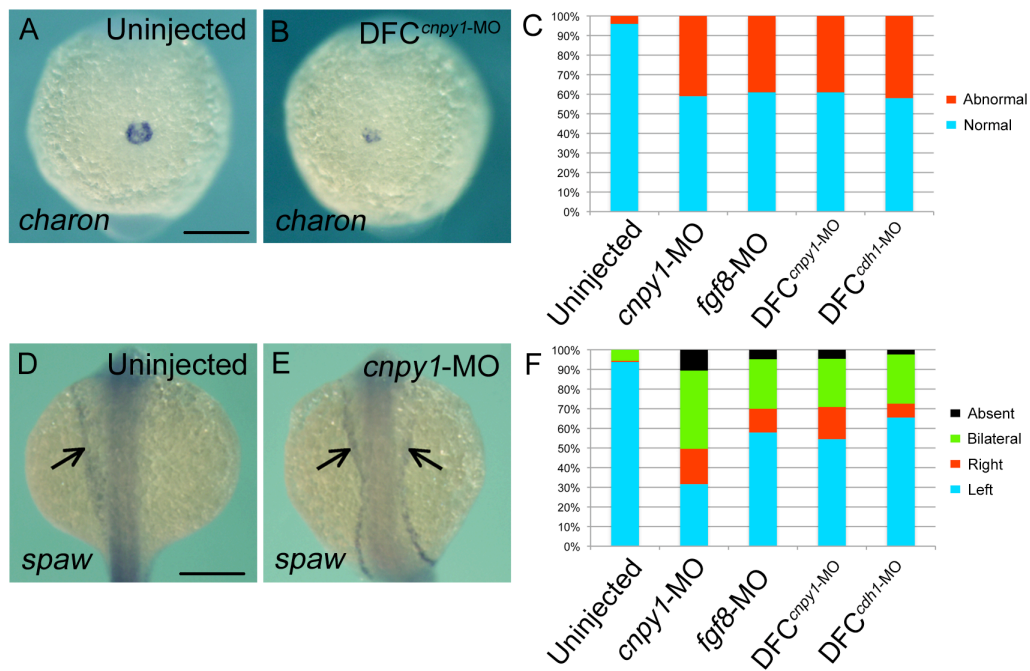 A Uninjected
charon
B DFC cnpy1-MO
charon
C
100%
90%
80%
70%
60%
50%
40%
30%
20%
10%
0%
Uninjected
cnpy1-MO
fgf8-MO
DFC cnpy1-MO
DFC cdh1-MO
Abnormal
Normal
D Uninjected
spaw
E cnpy1-MO
spaw
F
100%
90%
80%
70%
60%
50%
40%
30%
20%
10%
0%
Uninjected
cnpy1-MO
fgf8-MO
DFC cnpy1-MO
DFC cdh1-MO
Absent
Bilateral
Right
Left